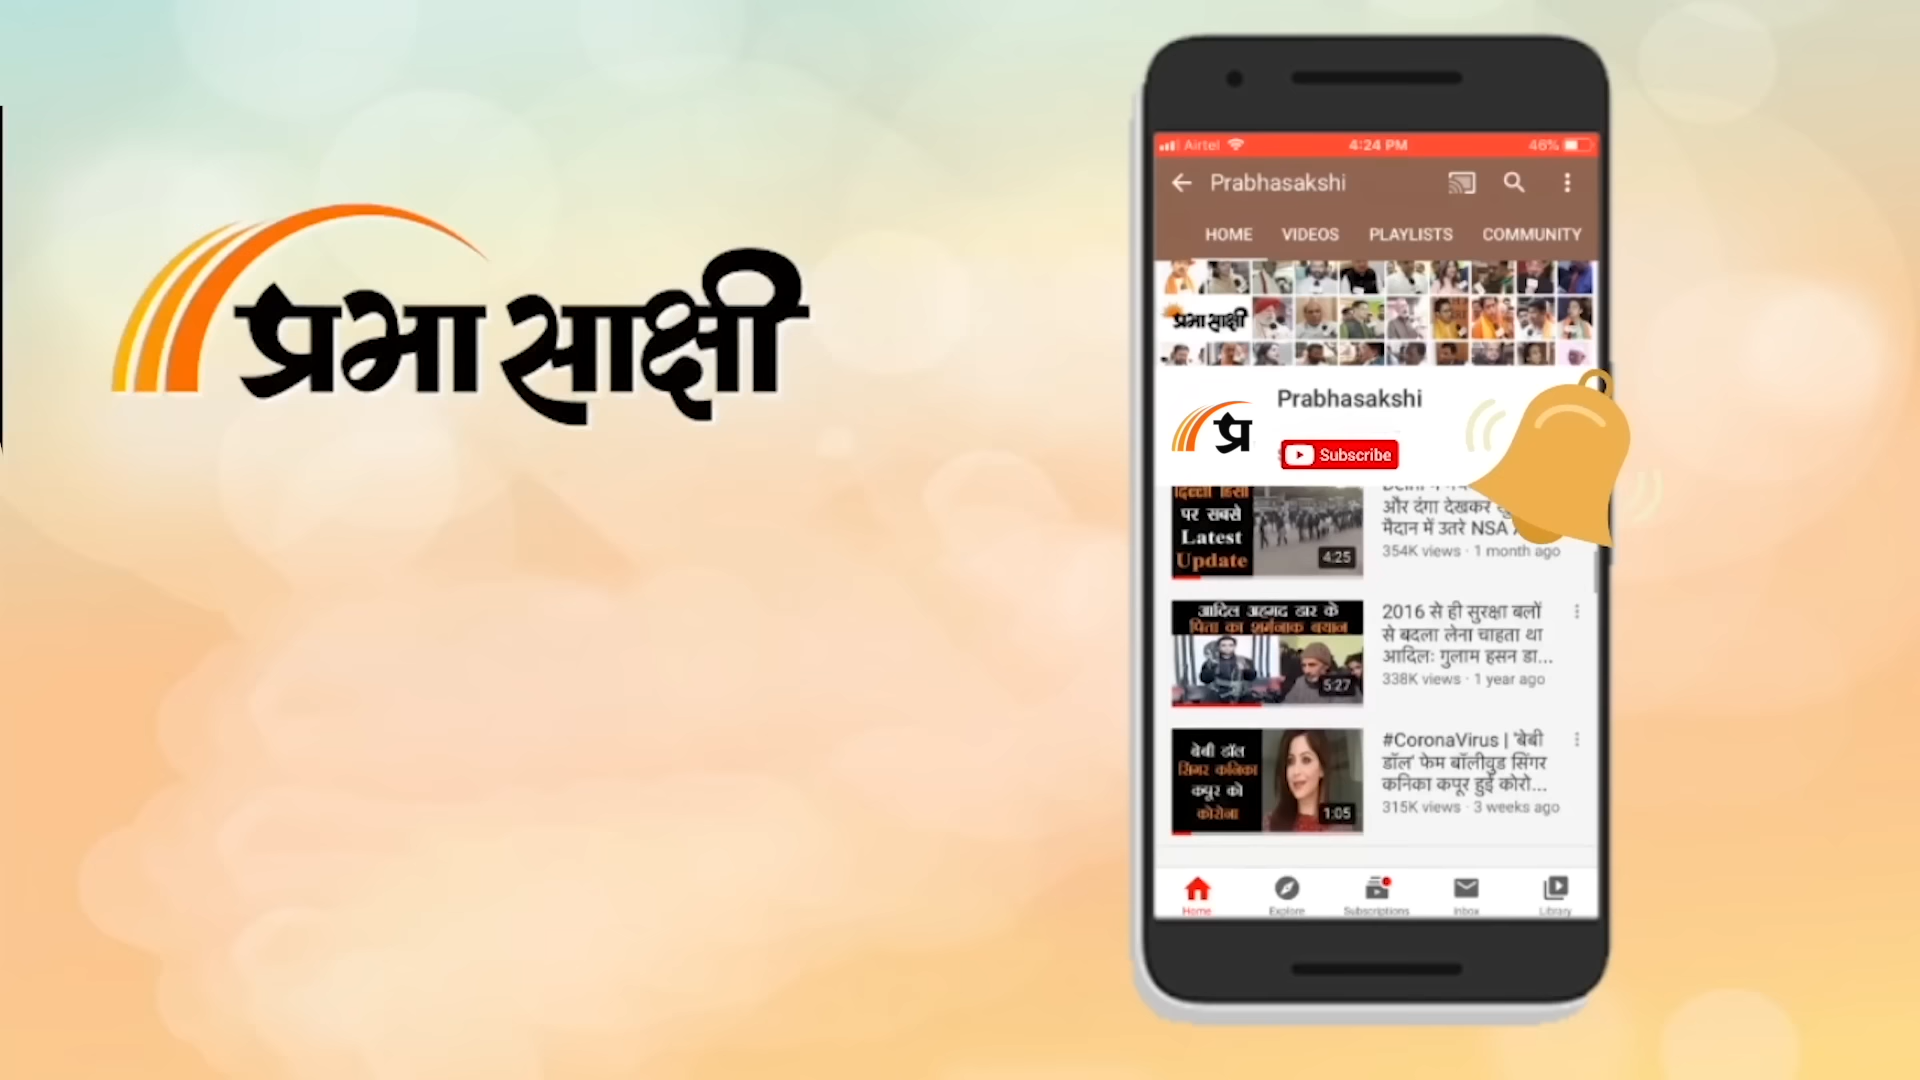 प्रभासाक्षी
Airtel
4:24 PM
46%
Prabhasakshi
HOME VIDEOS PLAYLISTS COMMUNITY
प्रभासाक्षी
Prabhasakshi
प्र
Subscribe
पर सबसे
Latest
Update
4:25
और दंगा देखकर
मैदान में उतरे NSA
354K views · 1 month ago
आदिल अहमद डार के
पिता का शर्मनाक बयान
5:27
2016 से ही सुरक्षा बलों
से बदला लेना चाहता था
आदिलः गुलाम हसन डा...
338K views · 1 year ago
बेबी डॉल
सिंगर कनिका
कपूर को
कोरोना
1:05
#CoronaVirus | 'बेबी
डॉल' फेम बॉलीवुड सिंगर
कनिका कपूर हुई कोरो...
315K views · 3 weeks ago
Home Explore Subscriptions Inbox Library